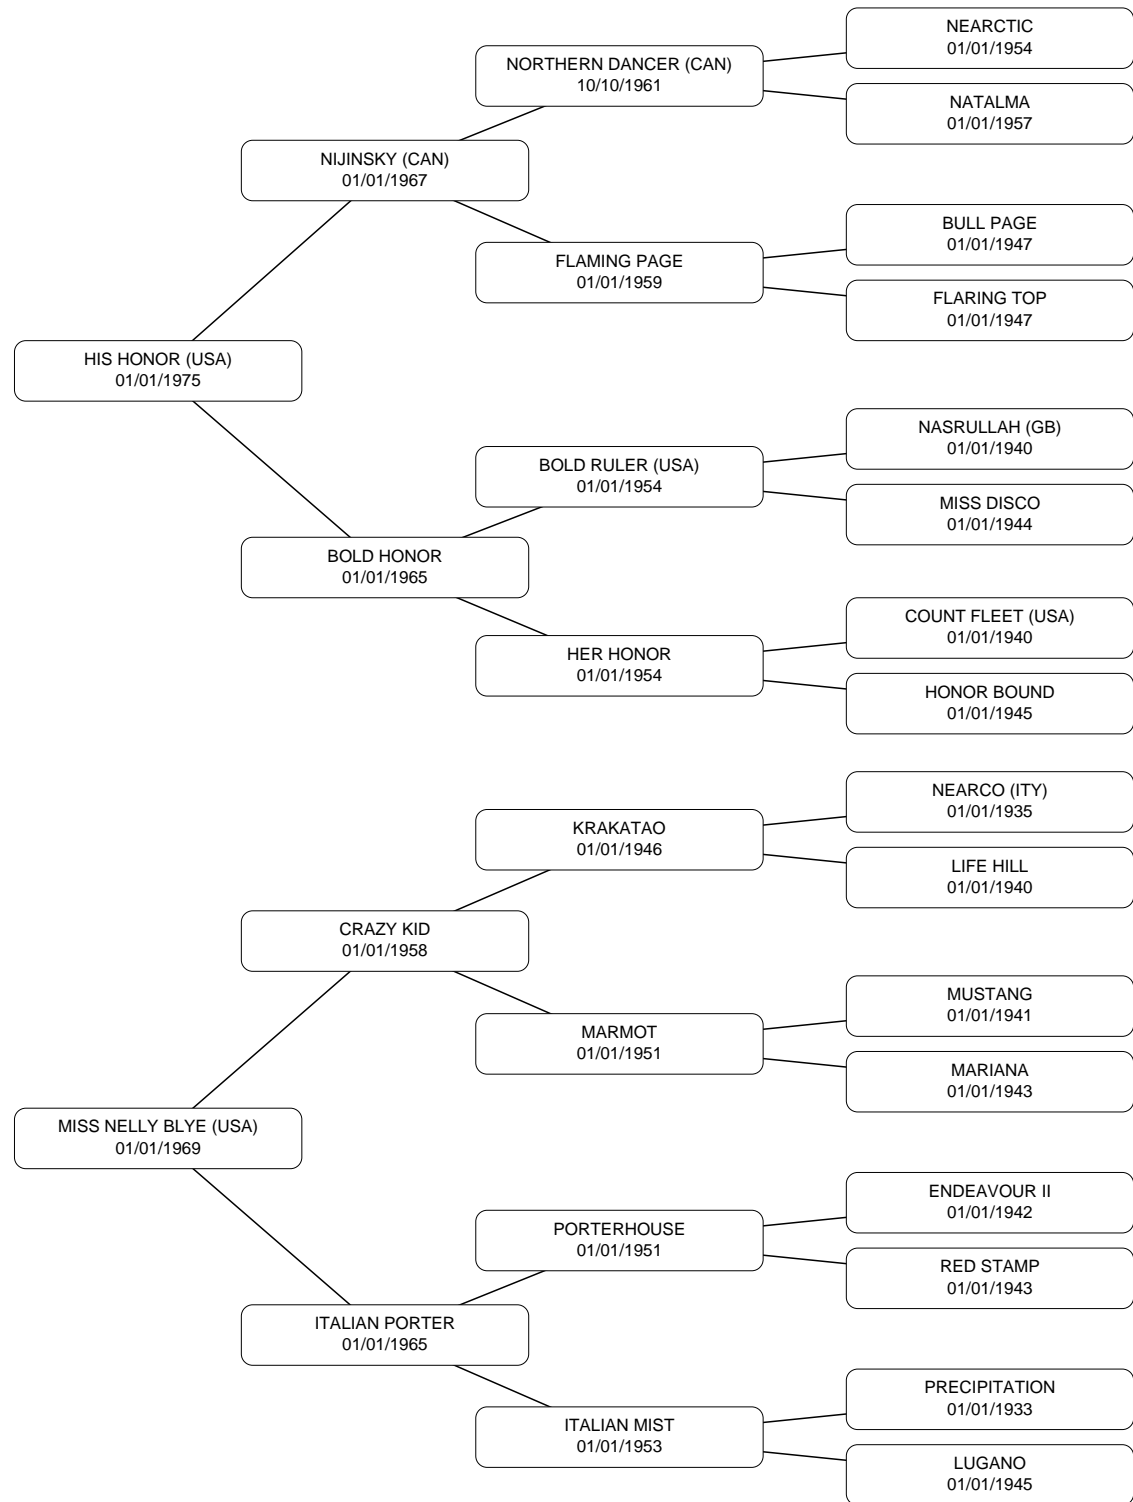 NEARCTIC
01/01/1954
NORTHERN DANCER (CAN)
10/10/1961
NATALMA
01/01/1957
NIJINSKY (CAN)
01/01/1967
BULL PAGE
01/01/1947
FLAMING PAGE
01/01/1959
FLARING TOP
01/01/1947
HIS HONOR (USA)
01/01/1975
NASRULLAH (GB)
01/01/1940
BOLD RULER (USA)
01/01/1954
MISS DISCO
01/01/1944
BOLD HONOR
01/01/1965
COUNT FLEET (USA)
01/01/1940
HER HONOR
01/01/1954
HONOR BOUND
01/01/1945
NEARCO (ITY)
01/01/1935
KRAKATAO
01/01/1946
LIFE HILL
01/01/1940
CRAZY KID
01/01/1958
MUSTANG
01/01/1941
MARMOT
01/01/1951
MARIANA
01/01/1943
MISS NELLY BLYE (USA)
01/01/1969
ENDEAVOUR II
01/01/1942
PORTERHOUSE
01/01/1951
RED STAMP
01/01/1943
ITALIAN PORTER
01/01/1965
PRECIPITATION
01/01/1933
ITALIAN MIST
01/01/1953
LUGANO
01/01/1945